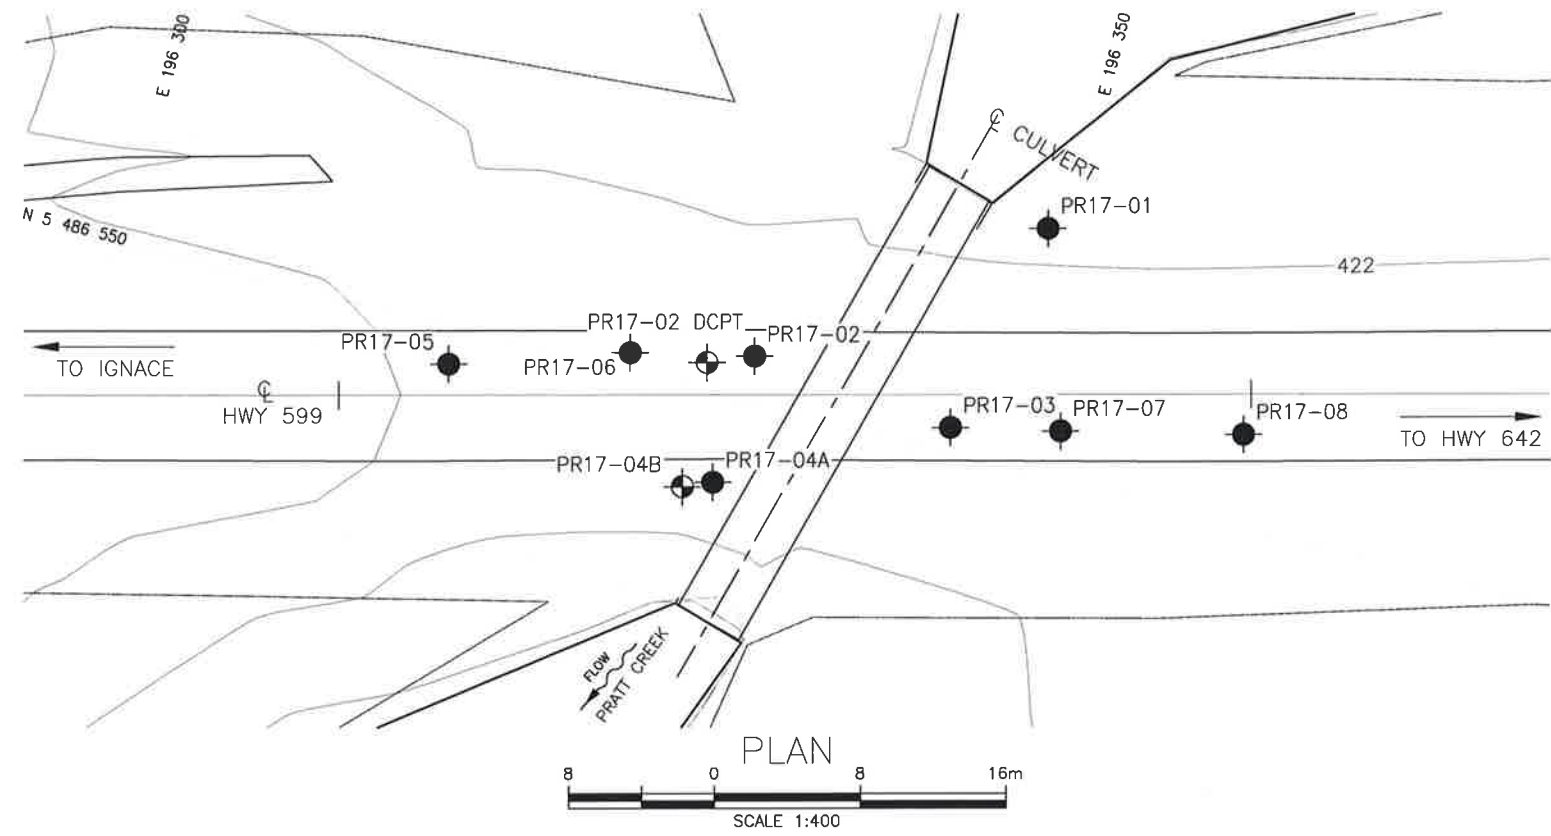 E 196 300
E 196 350
℄ CULVERT
PR17-01
N 5 486 550
422
PR17-02 DCPT
PR17-02
PR17-05
TO IGNACE
PR17-06
℄
HWY 599
PR17-03
PR17-07
PR17-08
TO HWY 642
PR17-04B
PR17-04A
FLOW
PRATT CREEK
PLAN
8 0 8 16m
SCALE 1:400